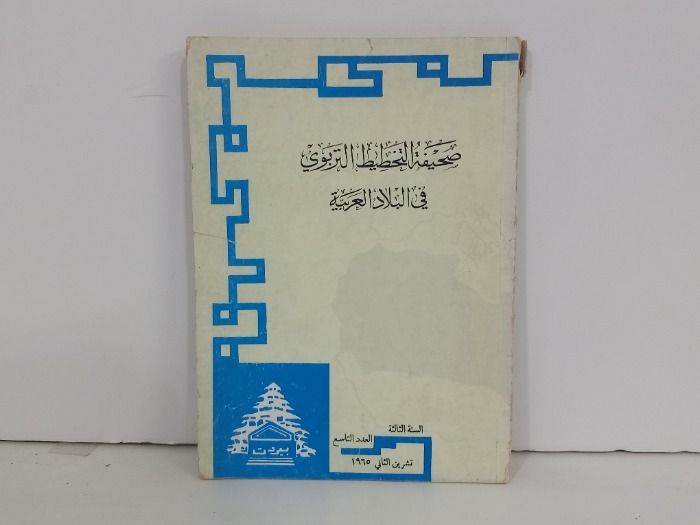 صحيفة التخطيط التربوي
في البلاد العربية
السنة الثالثة
العدد التاسع
تشرين الثاني ١٩٦٥
بيروت